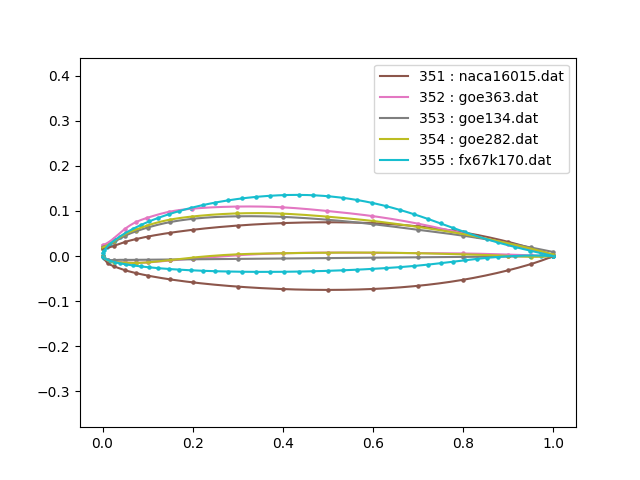 0.4
0.3
0.2
0.1
0.0
−0.1
−0.2
−0.3
0.0 0.2 0.4 0.6 0.8 1.0
351 : naca16015.dat
352 : goe363.dat
353 : goe134.dat
354 : goe282.dat
355 : fx67k170.dat